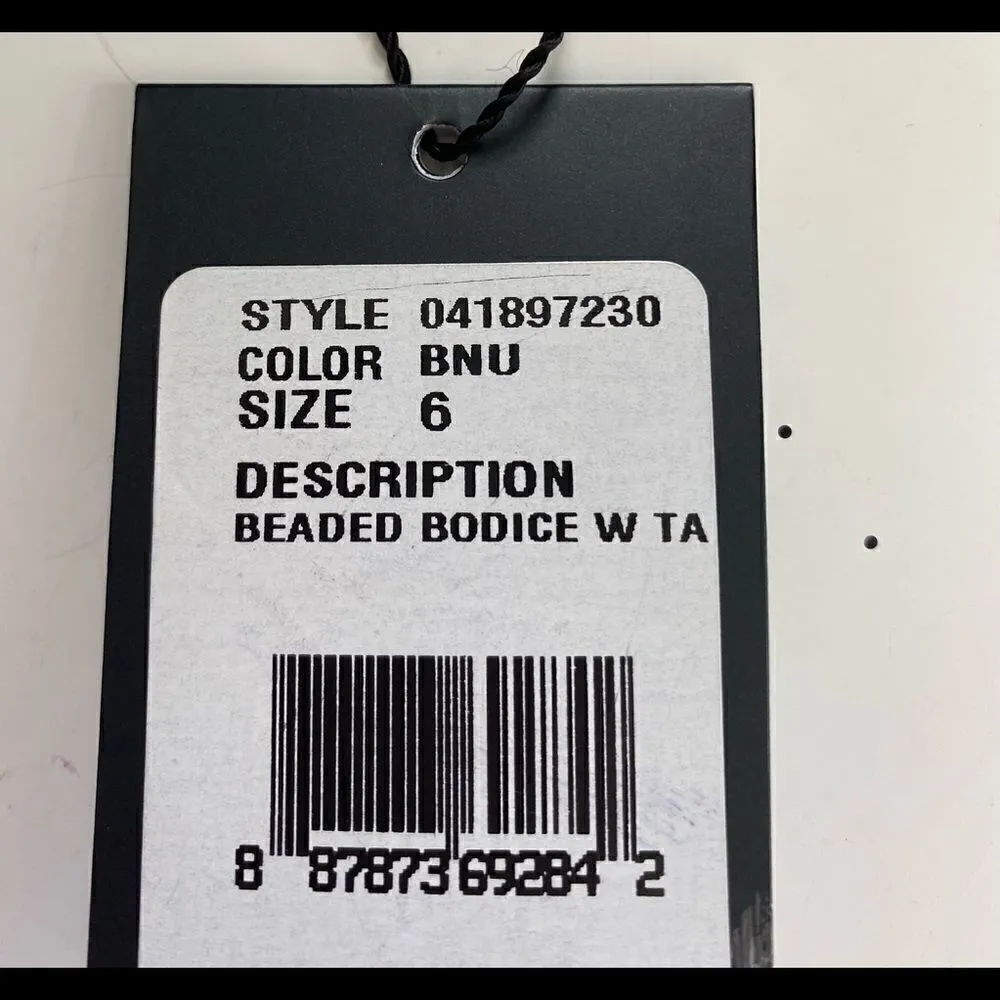 STYLE 041897230
COLOR BNU
SIZE 6
DESCRIPTION
BEADED BODICE W TA
8 87873 69284 2